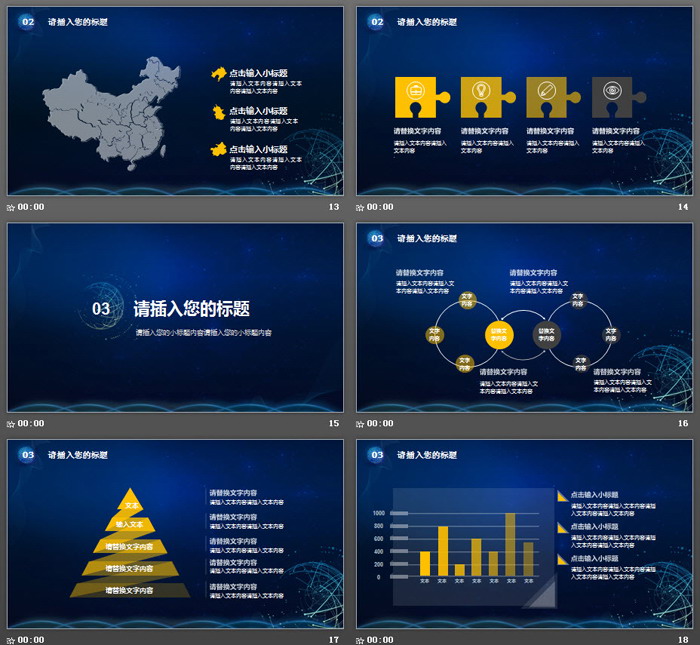 02 请插入您的标题
点击输入小标题
请输入文本内容请输入文本
内容请输入文本内容
点击输入小标题
请输入文本内容请输入文本
内容请输入文本内容
点击输入小标题
请输入文本内容请输入文本
内容请输入文本内容
00:00 13
02 请插入您的标题
请替换文字内容
请输入文本内容请输入
文本内容
请替换文字内容
请输入文本内容请输入
文本内容
请替换文字内容
请输入文本内容请输入
文本内容
请替换文字内容
请输入文本内容请输入
文本内容
00:00 14
03 请插入您的标题
请插入您的小标题内容请插入您的小标题内容
00:00 15
03 请插入您的标题
请替换文字内容
请输入文本内容请输入文
本内容请输入文本内容
请替换文字内容
请输入文本内容请输入文
本内容请输入文本内容
文字
内容
文字
内容
文字
内容
替换文
字内容
替换文
字内容
文字
内容
文字
内容
文字
内容
请替换文字内容
请输入文本内容请输入文
本内容请输入文本内容
请替换文字内容
请输入文本内容请输入文
本内容请输入文本内容
00:00 16
03 请插入您的标题
文本
输入文本
请替换文字内容
请替换文字内容
请替换文字内容
请替换文字内容
请输入文本内容请输入文本内容
请替换文字内容
请输入文本内容请输入文本内容
请替换文字内容
请输入文本内容请输入文本内容
请替换文字内容
请输入文本内容请输入文本内容
请替换文字内容
请输入文本内容请输入文本内容
00:00 17
03 请插入您的标题
1000
800
600
400
200
0
文本 文本 文本 文本 文本 文本 文本
点击输入小标题
请输入文本内容请输入文本内容请输
入文本内容请输入文本内容
点击输入小标题
请输入文本内容请输入文本内容请输
入文本内容请输入文本内容
点击输入小标题
请输入文本内容请输入文本内容请输
入文本内容请输入文本内容
00:00 18